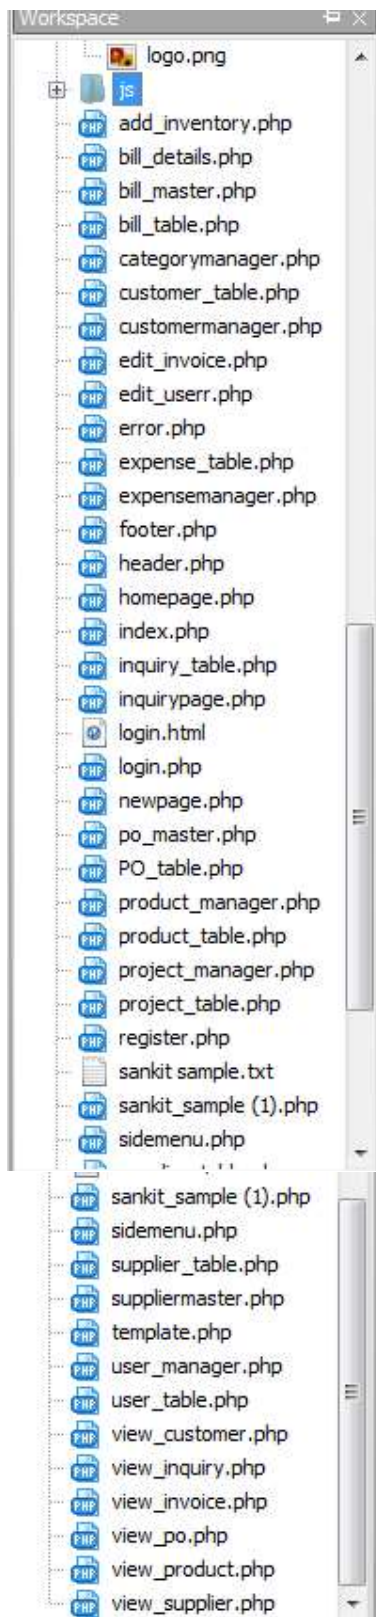 Workspace
logo.png
js
add_inventory.php
bill_details.php
bill_master.php
bill_table.php
categorymanager.php
customer_table.php
customermanager.php
edit_invoice.php
edit_userr.php
error.php
expense_table.php
expensemanager.php
footer.php
header.php
homepage.php
index.php
inquiry_table.php
inquirypage.php
login.html
login.php
newpage.php
po_master.php
PO_table.php
product_manager.php
product_table.php
project_manager.php
project_table.php
register.php
sankit sample.txt
sankit_sample (1).php
sidemenu.php
sankit_sample (1).php
sidemenu.php
supplier_table.php
suppliermaster.php
template.php
user_manager.php
user_table.php
view_customer.php
view_inquiry.php
view_invoice.php
view_po.php
view_product.php
view_supplier.php